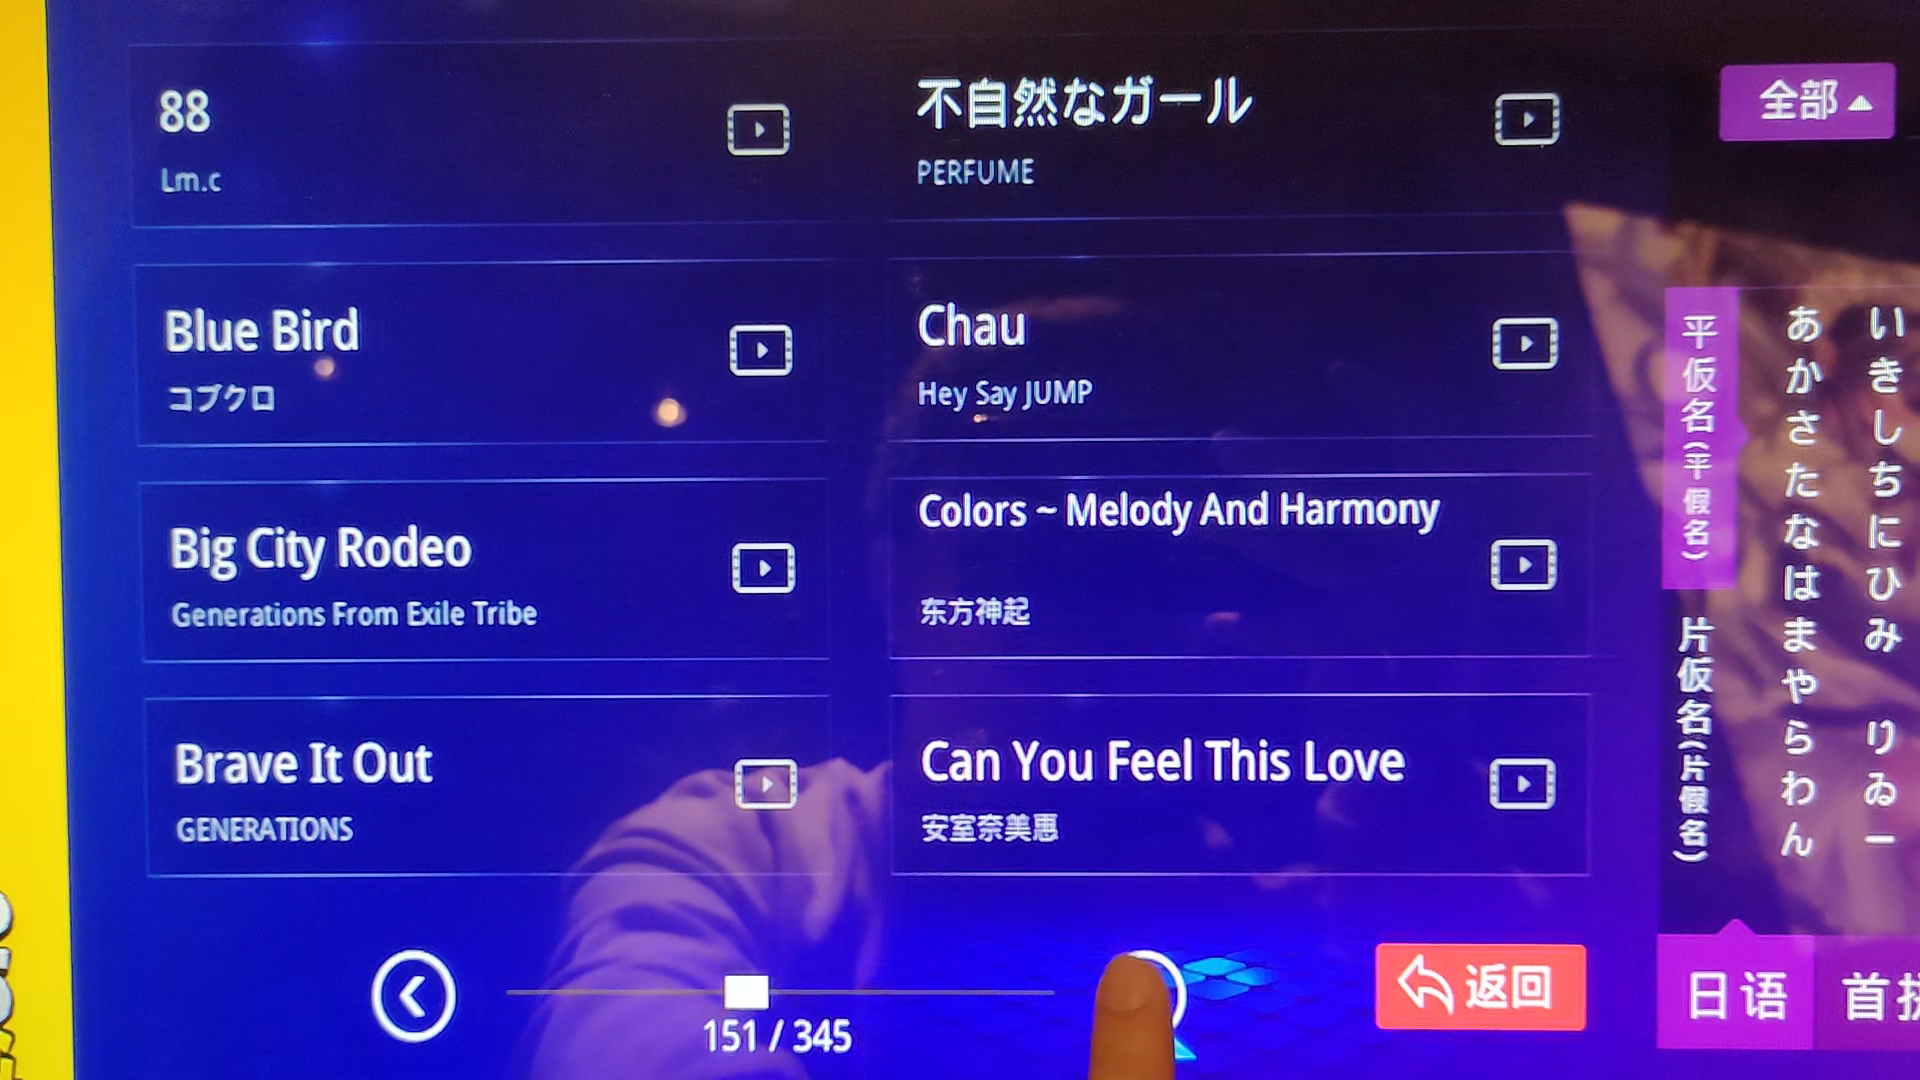 88
Lm.c
不自然なガール
PERFUME
Blue Bird
コブクロ
Chau
Hey Say JUMP
Big City Rodeo
Generations From Exile Tribe
Colors ~ Melody And Harmony
东方神起
Brave It Out
GENERATIONS
Can You Feel This Love
安室奈美惠
151 / 345
返回
全部
平仮名(平假名)
片仮名(片假名)
あかさたなはまやらわん
いきしちにひみ りゐー
日语
首